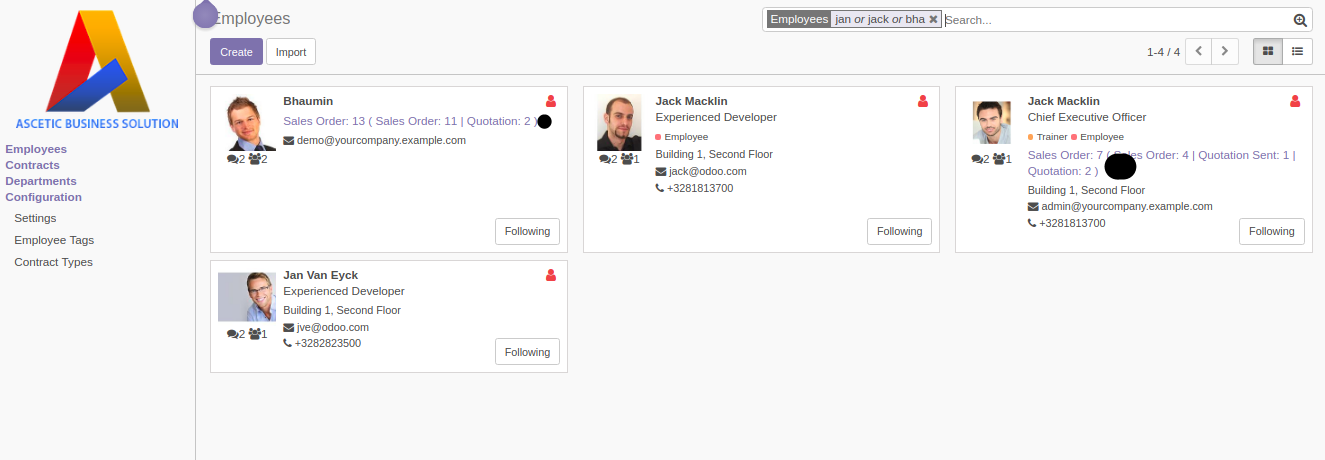 ASCETIC BUSINESS SOLUTION
Employees
Contracts
Departments
Configuration
Settings
Employee Tags
Contract Types
Employees
Employees jan or jack or bha ✖ Search...
Create Import
1-4 / 4
Bhaumin
Sales Order: 13 ( Sales Order: 11 | Quotation: 2 )
demo@yourcompany.example.com
2 2
Following
Jack Macklin
Experienced Developer
Employee
Building 1, Second Floor
2 1
jack@odoo.com
+3281813700
Following
Jack Macklin
Chief Executive Officer
Trainer Employee
Sales Order: 7 ( Sales Order: 4 | Quotation Sent: 1 |
Quotation: 2 )
2 1
Building 1, Second Floor
admin@yourcompany.example.com
+3281813700
Following
Jan Van Eyck
Experienced Developer
Building 1, Second Floor
jve@odoo.com
2 1
+3282823500
Following